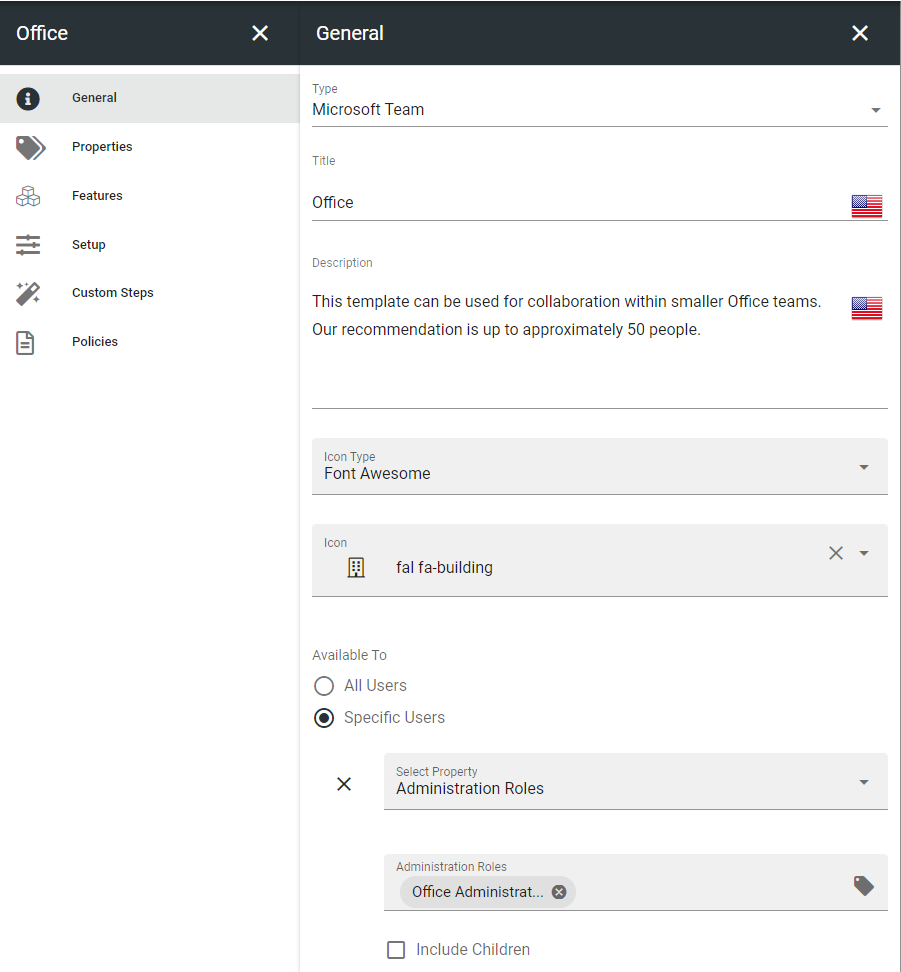 Office
General
General
Properties
Features
Setup
Custom Steps
Policies
Type
Microsoft Team
Title
Office
Description
This template can be used for collaboration within smaller Office teams.
Our recommendation is up to approximately 50 people.
Icon Type
Font Awesome
Icon
fal fa-building
Available To
All Users
Specific Users
Select Property
Administration Roles
Administration Roles
Office Administrat...
Include Children